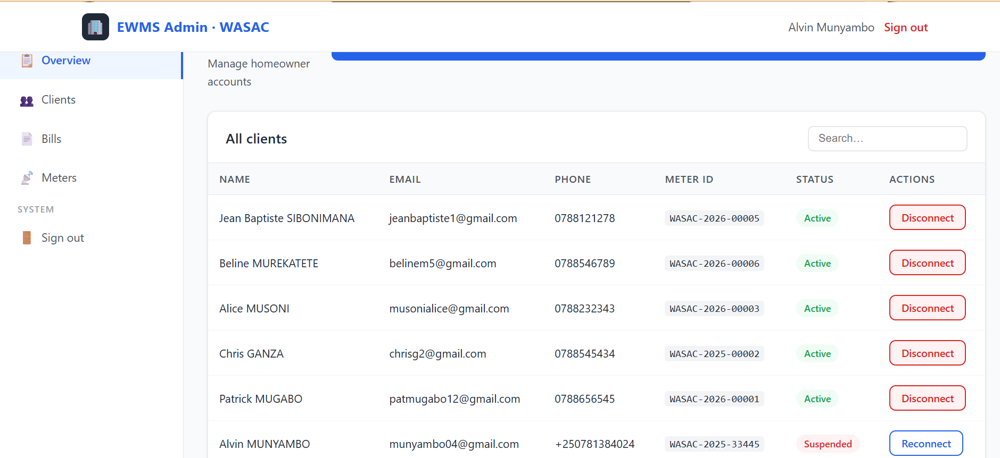 EWMS Admin · WASAC
Alvin Munyambo Sign out
Overview
Clients
Bills
Meters
SYSTEM
Sign out
Manage homeowner
accounts
All clients
Search…
NAME EMAIL PHONE METER ID STATUS ACTIONS
Jean Baptiste SIBONIMANA jeanbaptiste1@gmail.com 0788121278 WASAC-2026-00005 Active Disconnect
Beline MUREKATETE belinem5@gmail.com 0788546789 WASAC-2026-00006 Active Disconnect
Alice MUSONI musonialice@gmail.com 0788232343 WASAC-2026-00003 Active Disconnect
Chris GANZA chrisg2@gmail.com 0788545434 WASAC-2025-00002 Active Disconnect
Patrick MUGABO patmugabo12@gmail.com 0788656545 WASAC-2026-00001 Active Disconnect
Alvin MUNYAMBO munyambo04@gmail.com +250781384024 WASAC-2025-33445 Suspended Reconnect